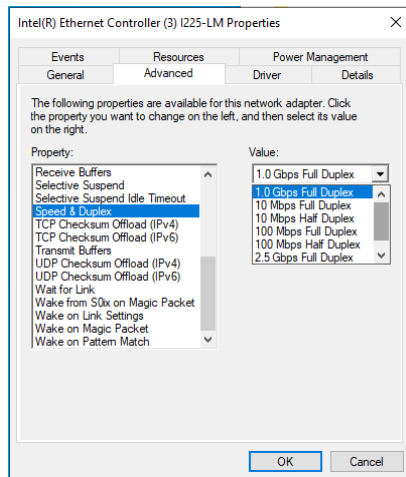 Intel(R) Ethernet Controller (3) I225-LM Properties
Events Resources Power Management
General Advanced Driver Details
The following properties are available for this network adapter. Click
the property you want to change on the left, and then select its value
on the right.
Property:
Receive Buffers
Selective Suspend
Selective Suspend Idle Timeout
Speed & Duplex
TCP Checksum Offload (IPv4)
TCP Checksum Offload (IPv6)
Transmit Buffers
UDP Checksum Offload (IPv4)
UDP Checksum Offload (IPv6)
Wait for Link
Wake from S0ix on Magic Packet
Wake on Link Settings
Wake on Magic Packet
Wake on Pattern Match
Value:
1.0 Gbps Full Duplex
1.0 Gbps Full Duplex
10 Mbps Full Duplex
10 Mbps Half Duplex
100 Mbps Full Duplex
100 Mbps Half Duplex
2.5 Gbps Full Duplex
OK Cancel